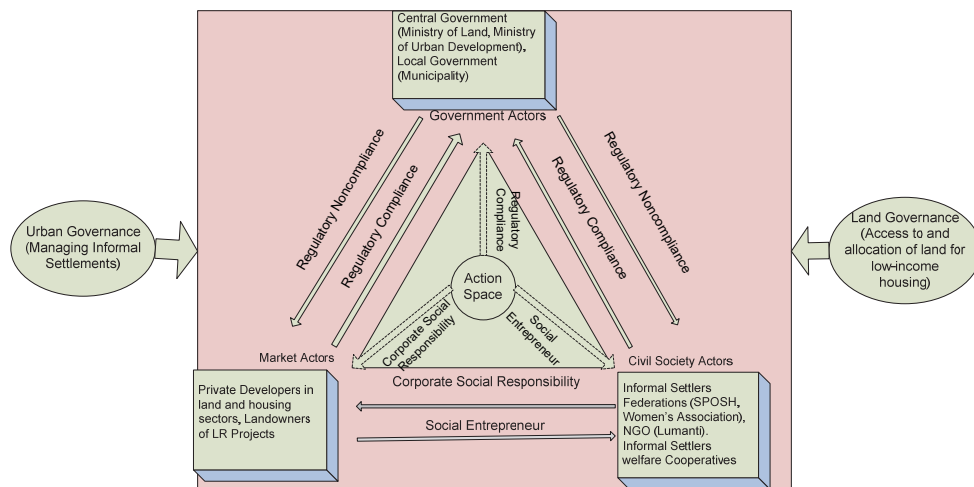 Central Government
(Ministry of Land, Ministry
of Urban Development),
Local Government
(Municipality)
Government Actors
Regulatory Noncompliance
Regulatory Compliance
Regulatory
Compliance
Regulatory Compliance
Regulatory Noncompliance
Urban Governance
(Managing Informal
Settlements)
Land Governance
(Access to and
allocation of land for
low-income
housing)
Action
Space
Corporate Social
Responsibility
Social
Entrepreneur
Market Actors
Civil Society Actors
Corporate Social Responsibility
Social Entrepreneur
Private Developers in
land and housing
sectors, Landowners
of LR Projects
Informal Settlers
Federations (SPOSH,
Women's Association),
NGO (Lumanti).
Informal Settlers
welfare Cooperatives